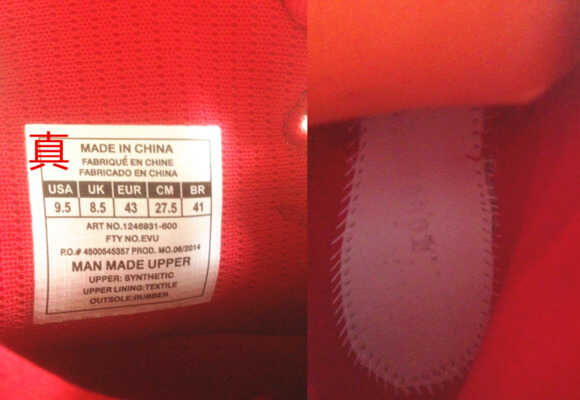 真
MADE IN CHINA
FABRIQUÉ EN CHINE
FABRICADO EN CHINA
USA UK EUR CM BR
9.5 8.5 43 27.5 41
ART NO.1246931-600
FTY NO.EVU
P.O.# 4500545357 PROD. MO.06/2014
MAN MADE UPPER
UPPER: SYNTHETIC
UPPER LINING:TEXTILE
OUTSOLE:RUBBER